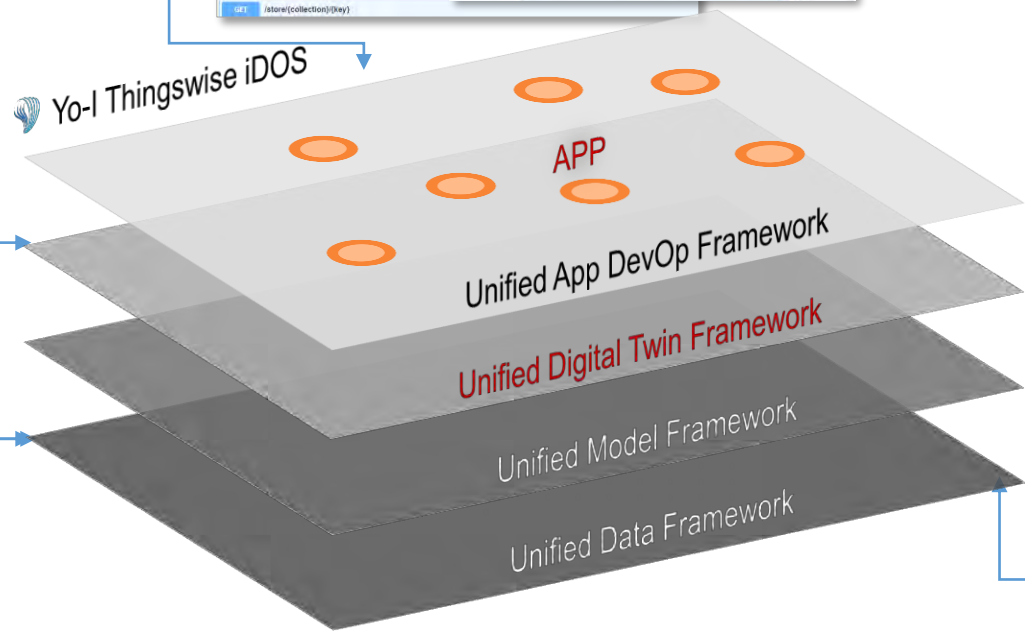 GET /store/{collection}/{key}
Yo-I Thingswise iDOS
APP
Unified App DevOp Framework
Unified Digital Twin Framework
Unified Model Framework
Unified Data Framework